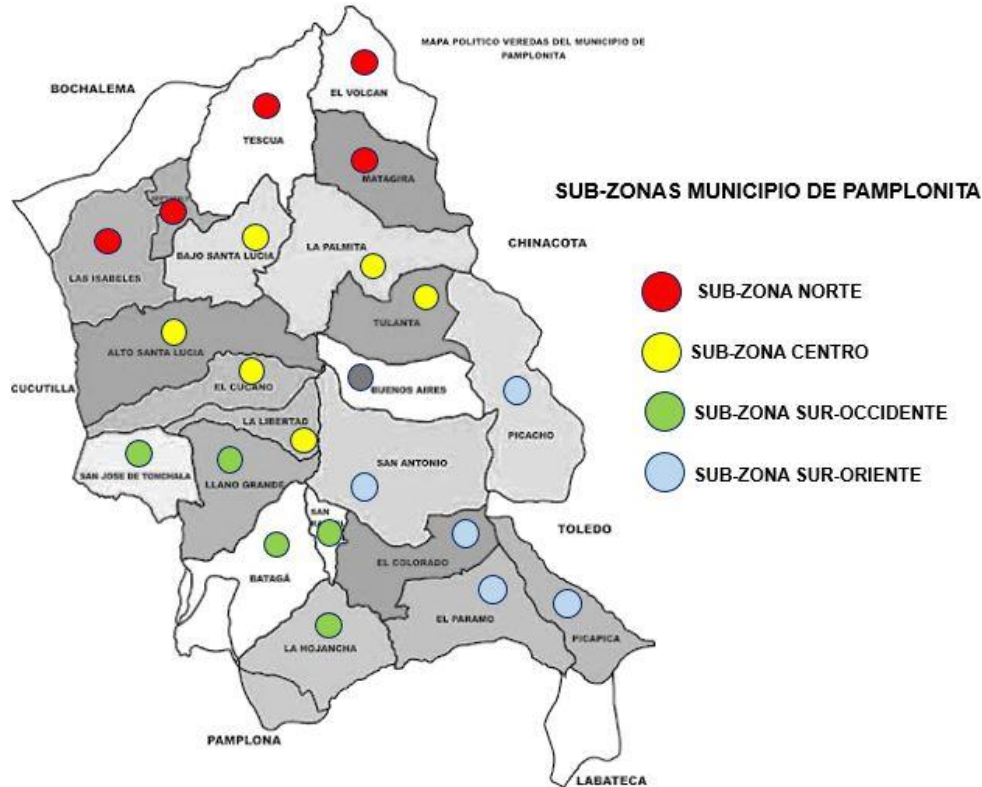 MAPA POLITICO VEREDAS DEL MUNICIPIO DE
PAMPLONITA
BOCHALEMA
EL VOLCAN
TESCUA
MATAGIRA
SUB-ZONAS MUNICIPIO DE PAMPLONITA
CHINACOTA
LA PALMITA
BAJO SANTA LUCIA
LAS ISABELES
SUB-ZONA NORTE
TULANTA
ALTO SANTA LUCIA
SUB-ZONA CENTRO
CUCUTILLA
EL CUCANO
BUENOS AIRES
LA LIBERTAD
SUB-ZONA SUR-OCCIDENTE
PICACHO
SAN ANTONIO
SAN JOSE DE TONCHALA
LLANO GRANDE
SUB-ZONA SUR-ORIENTE
SAN
TOLEDO
EL COLORADO
BATAGÁ
EL PARAMO
PICAPICA
LA HOJANCHA
PAMPLONA
LABATECA